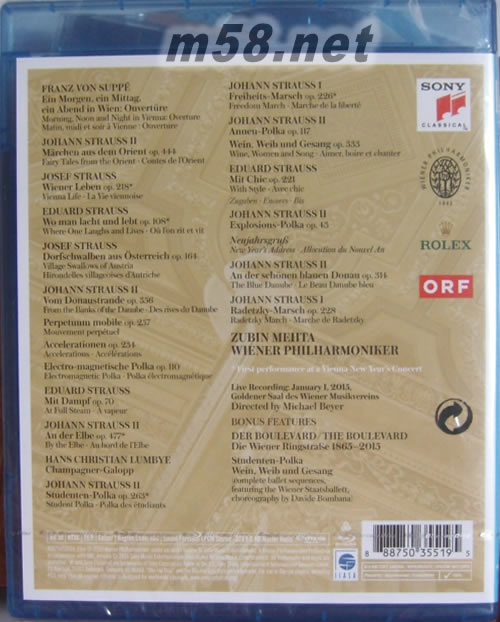 m58.net
FRANZ VON SUPPÉ
Ein Morgen, ein Mittag,
ein Abend in Wien: Ouvertüre
Morning, Noon and Night in Vienna: Overture
Matin, midi et soir à Vienne : Ouverture
JOHANN STRAUSS II
Märchen aus dem Orient op. 444
Fairy Tales from the Orient · Contes de l'Orient
JOSEF STRAUSS
Wiener Leben op. 218*
Vienna Life · La Vie viennoise
EDUARD STRAUSS
Wo man lacht und lebt op. 108*
Where One Laughs and Lives · Où l'on rit et vit
JOSEF STRAUSS
Dorfschwalben aus Österreich op. 164
Village Swallows of Austria
Hirondelles villageoises d'Autriche
JOHANN STRAUSS II
Vom Donaustrande op. 356
From the Banks of the Danube · Des rives du Danube
Perpetuum mobile op. 257
Mouvement perpétuel
Accelerationen op. 234
Accelerations · Accélérations
Electro-magnetische Polka op. 110
Electromagnetic Polka · Polka électromagnétique
EDUARD STRAUSS
Mit Dampf op. 70
At Full Steam · A vapeur
JOHANN STRAUSS II
An der Elbe op. 477*
By the Elbe · Au bord de l'Elbe
HANS CHRISTIAN LUMBYE
Champagner-Galopp
JOHANN STRAUSS II
Studenten-Polka op. 263*
Student Polka · Polka des étudiants
JOHANN STRAUSS I
Freiheits-Marsch op. 226*
Freedom March · Marche de la liberté
JOHANN STRAUSS II
Annen-Polka op. 117
Wein, Weib und Gesang op. 333
Wine, Women and Song · Aimer, boire et chanter
EDUARD STRAUSS
Mit Chic op. 221
With Style · Avec chic
Zugaben · Encores · Bis
JOHANN STRAUSS II
Explosions-Polka op. 43
Neujahrsgruß
New Year's Address · Allocution du Nouvel An
JOHANN STRAUSS II
An der schönen blauen Donau op. 314
The Blue Danube · Le Beau Danube bleu
JOHANN STRAUSS I
Radetzky-Marsch op. 228
Radetzky March · Marche de Radetzky
ZUBIN MEHTA
WIENER PHILHARMONIKER
* First performance at a Vienna New Year's Concert
Live Recording: January 1, 2015,
Goldener Saal des Wiener Musikvereins
Directed by Michael Beyer
BONUS FEATURES
DER BOULEVARD / THE BOULEVARD
Die Wiener Ringstraße 1865–2015
Studenten-Polka
Wein, Weib und Gesang
(complete ballet sequences,
featuring the Wiener Staatsballett,
choreography by Davide Bombana)
SONY
CLASSICAL
WIENER PHILHARMONIKER
ROLEX
ORF
SIASA
8 88750 35519 5